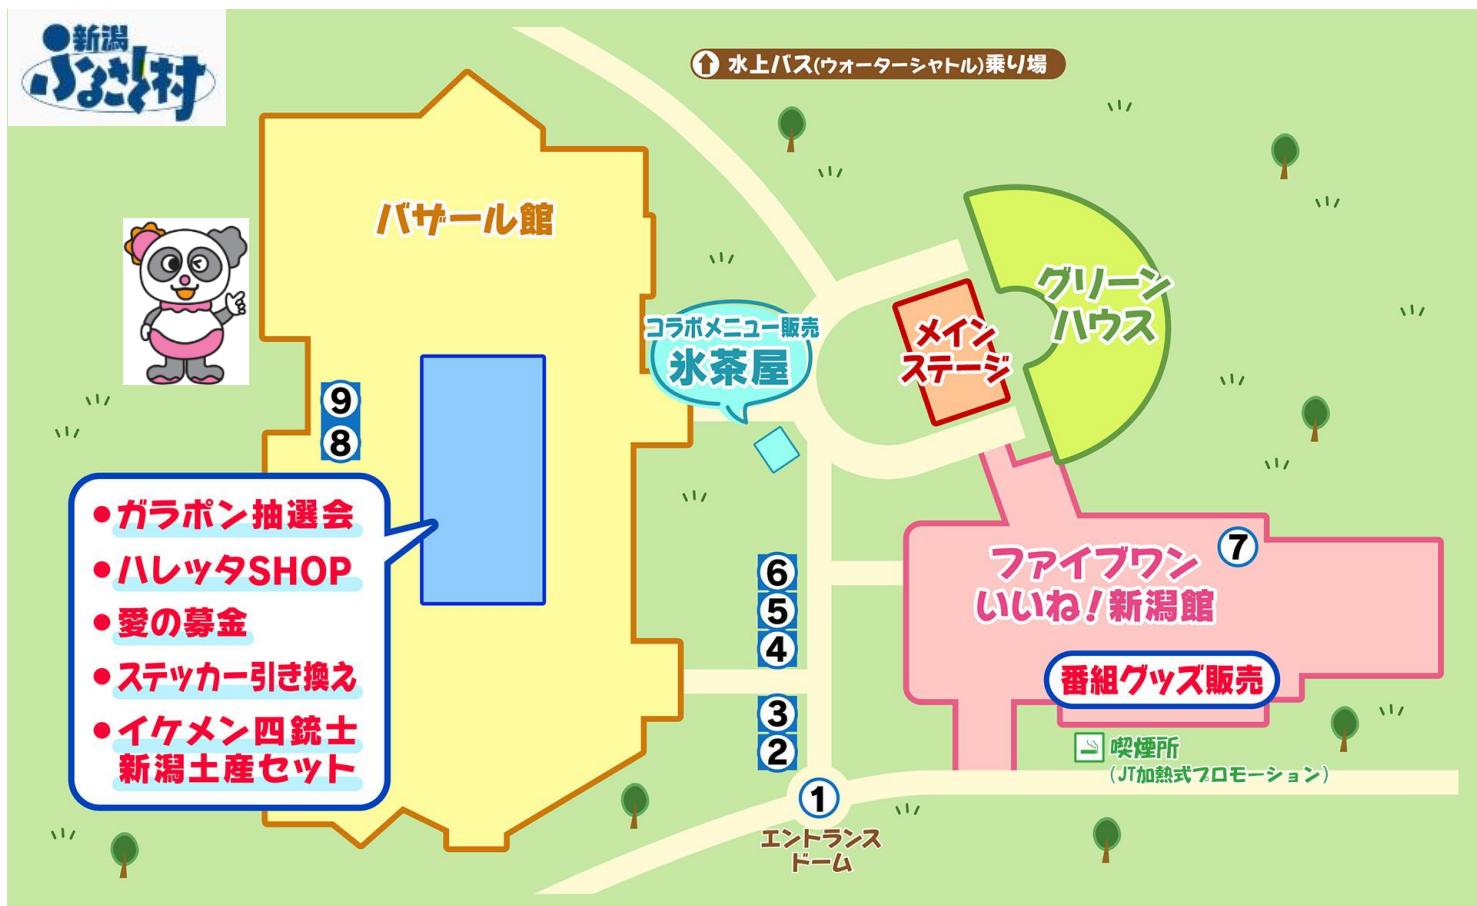 新潟
ふるさと村
水上バス(ウォーターシャトル)乗り場
バザール館
グリーン
ハウス
メイン
ステージ
コラボメニュー販売
氷茶屋
9
8
●ガラポン抽選会
●ハレッタSHOP
●愛の募金
●ステッカー引き換え
●イケメン四銃士
新潟土産セット
6
5
4
3
2
1
エントランス
ドーム
7
ファイブワン
いいね!新潟館
番組グッズ販売
喫煙所
(JT加熱式プロモーション)